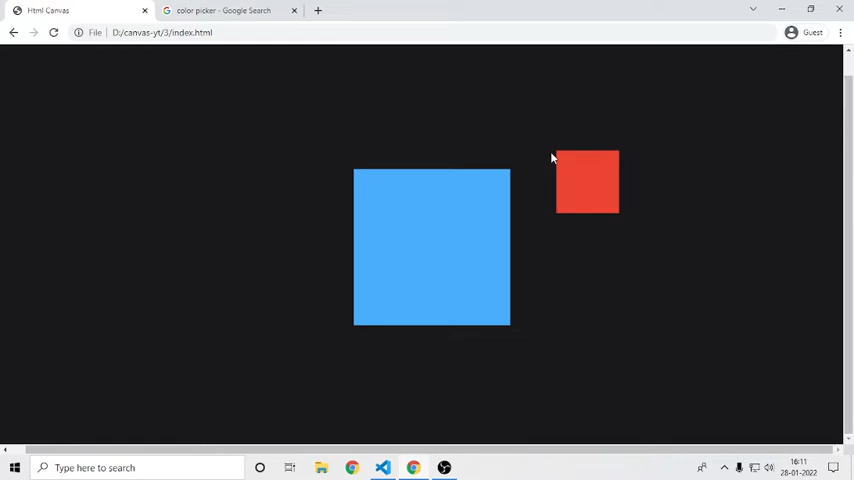 Html Canvas
color picker - Google Search
File D:/canvas-yt/3/index.html
Guest
Type here to search
16:11
28-01-2022